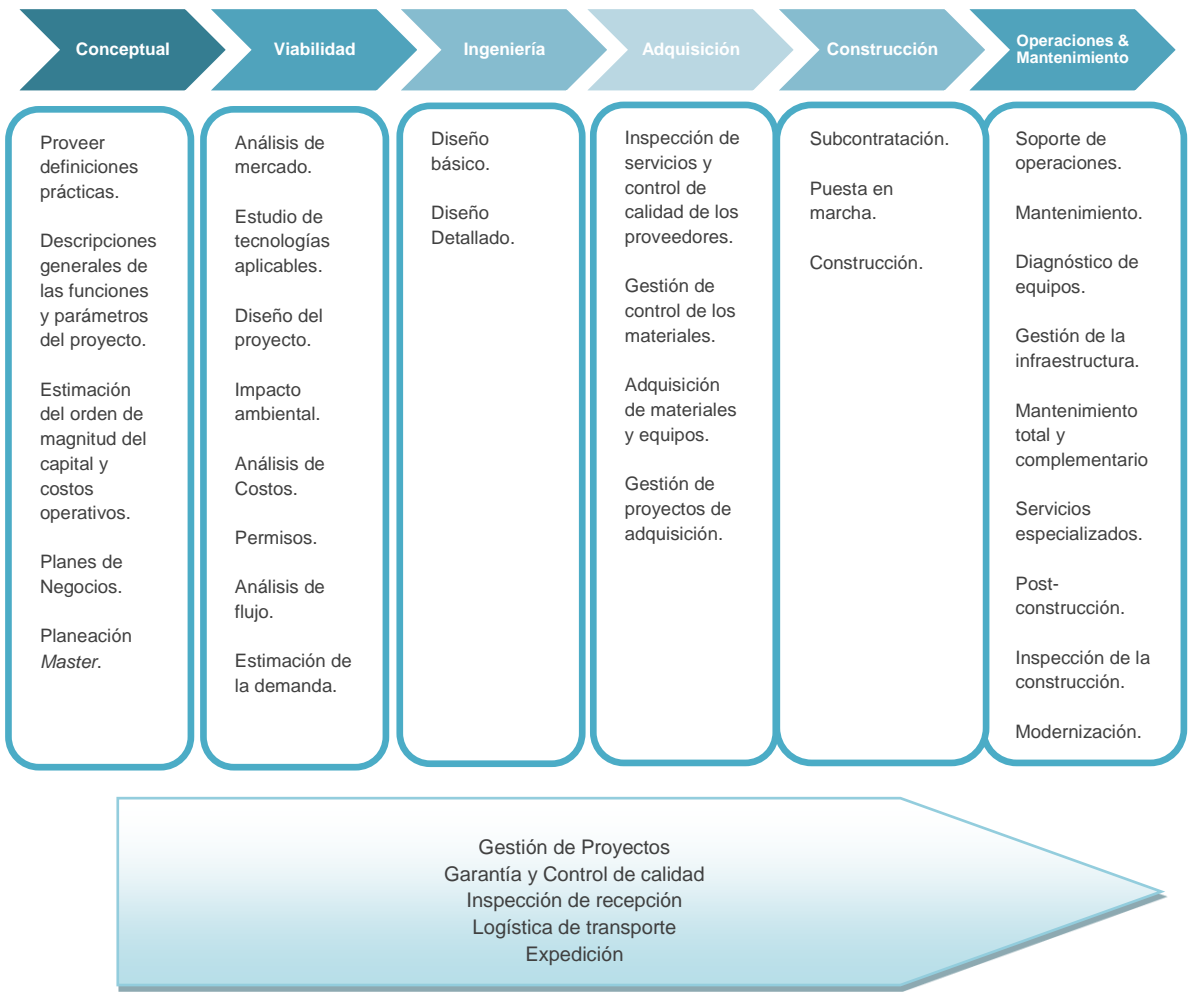 Conceptual
Viabilidad
Ingeniería
Adquisición
Construcción
Operaciones &
Mantenimiento
Proveer
definiciones
prácticas.
Descripciones
generales de
las funciones
y parámetros
del proyecto.
Estimación
del orden de
magnitud del
capital y
costos
operativos.
Planes de
Negocios.
Planeación
Master.
Análisis de
mercado.
Estudio de
tecnologías
aplicables.
Diseño del
proyecto.
Impacto
ambiental.
Análisis de
Costos.
Permisos.
Análisis de
flujo.
Estimación de
la demanda.
Diseño
básico.
Diseño
Detallado.
Inspección de
servicios y
control de
calidad de los
proveedores.
Gestión de
control de los
materiales.
Adquisición
de materiales
y equipos.
Gestión de
proyectos de
adquisición.
Subcontratación.
Puesta en
marcha.
Construcción.
Soporte de
operaciones.
Mantenimiento.
Diagnóstico de
equipos.
Gestión de la
infraestructura.
Mantenimiento
total y
complementario
Servicios
especializados.
Post-
construcción.
Inspección de la
construcción.
Modernización.
Gestión de Proyectos
Garantía y Control de calidad
Inspección de recepción
Logística de transporte
Expedición